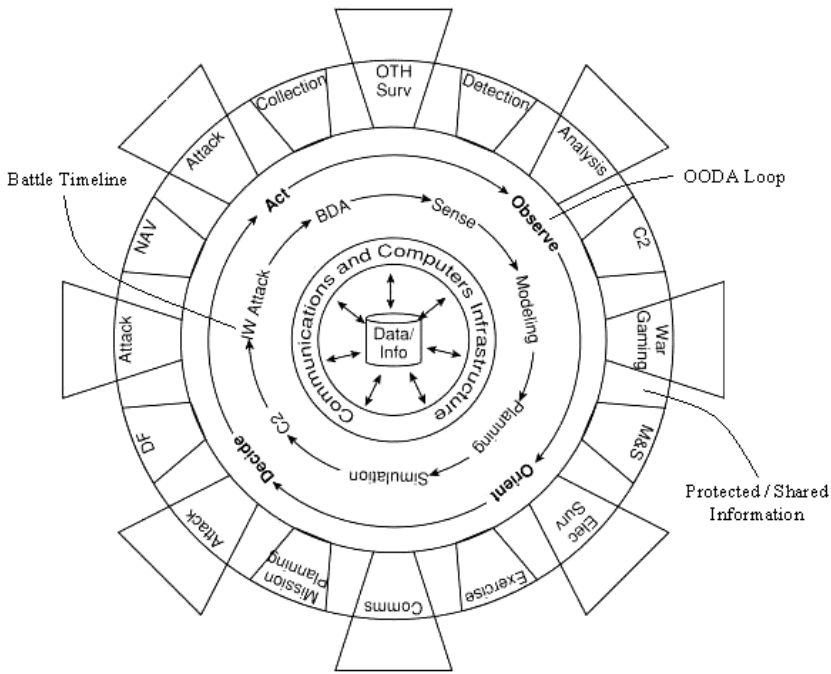 OTH
Surv
Detection
Analysis
C2
War
Gaming
M&S
Elec
Surv
Exercise
Comms
Mission
Planning
Attack
DF
Attack
NAV
Attack
Collection
Battle Timeline
OODA Loop
Protected / Shared
Information
Act
Observe
Orient
Decide
BDA
Sense
Modeling
Planning
Simulation
C2
IW Attack
Communications and Computers Infrastructure
Data/
Info